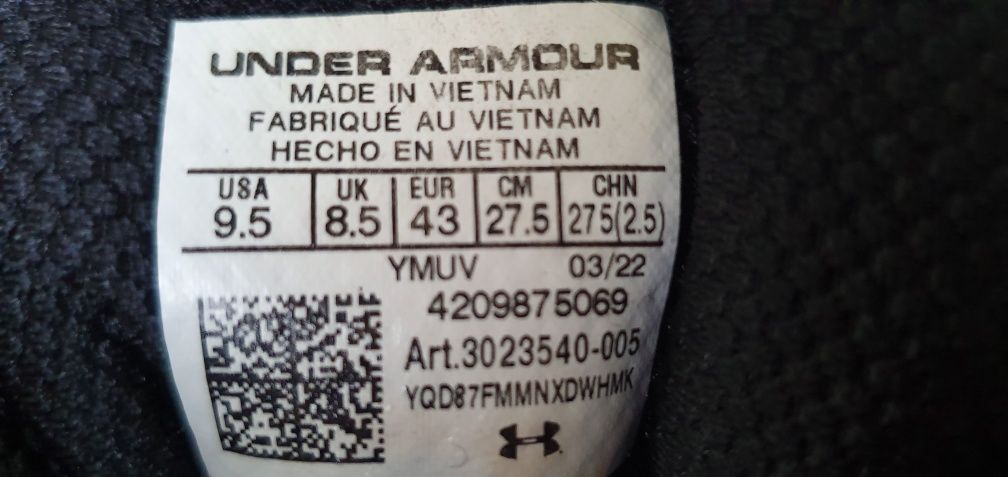 UNDER ARMOUR
MADE IN VIETNAM
FABRIQUÉ AU VIETNAM
HECHO EN VIETNAM
USA UK EUR CM CHN
9.5 8.5 43 27.5 275(2.5)
YMUV 03/22
4209875069
Art.3023540-005
YQD87FMMNXDWHMK